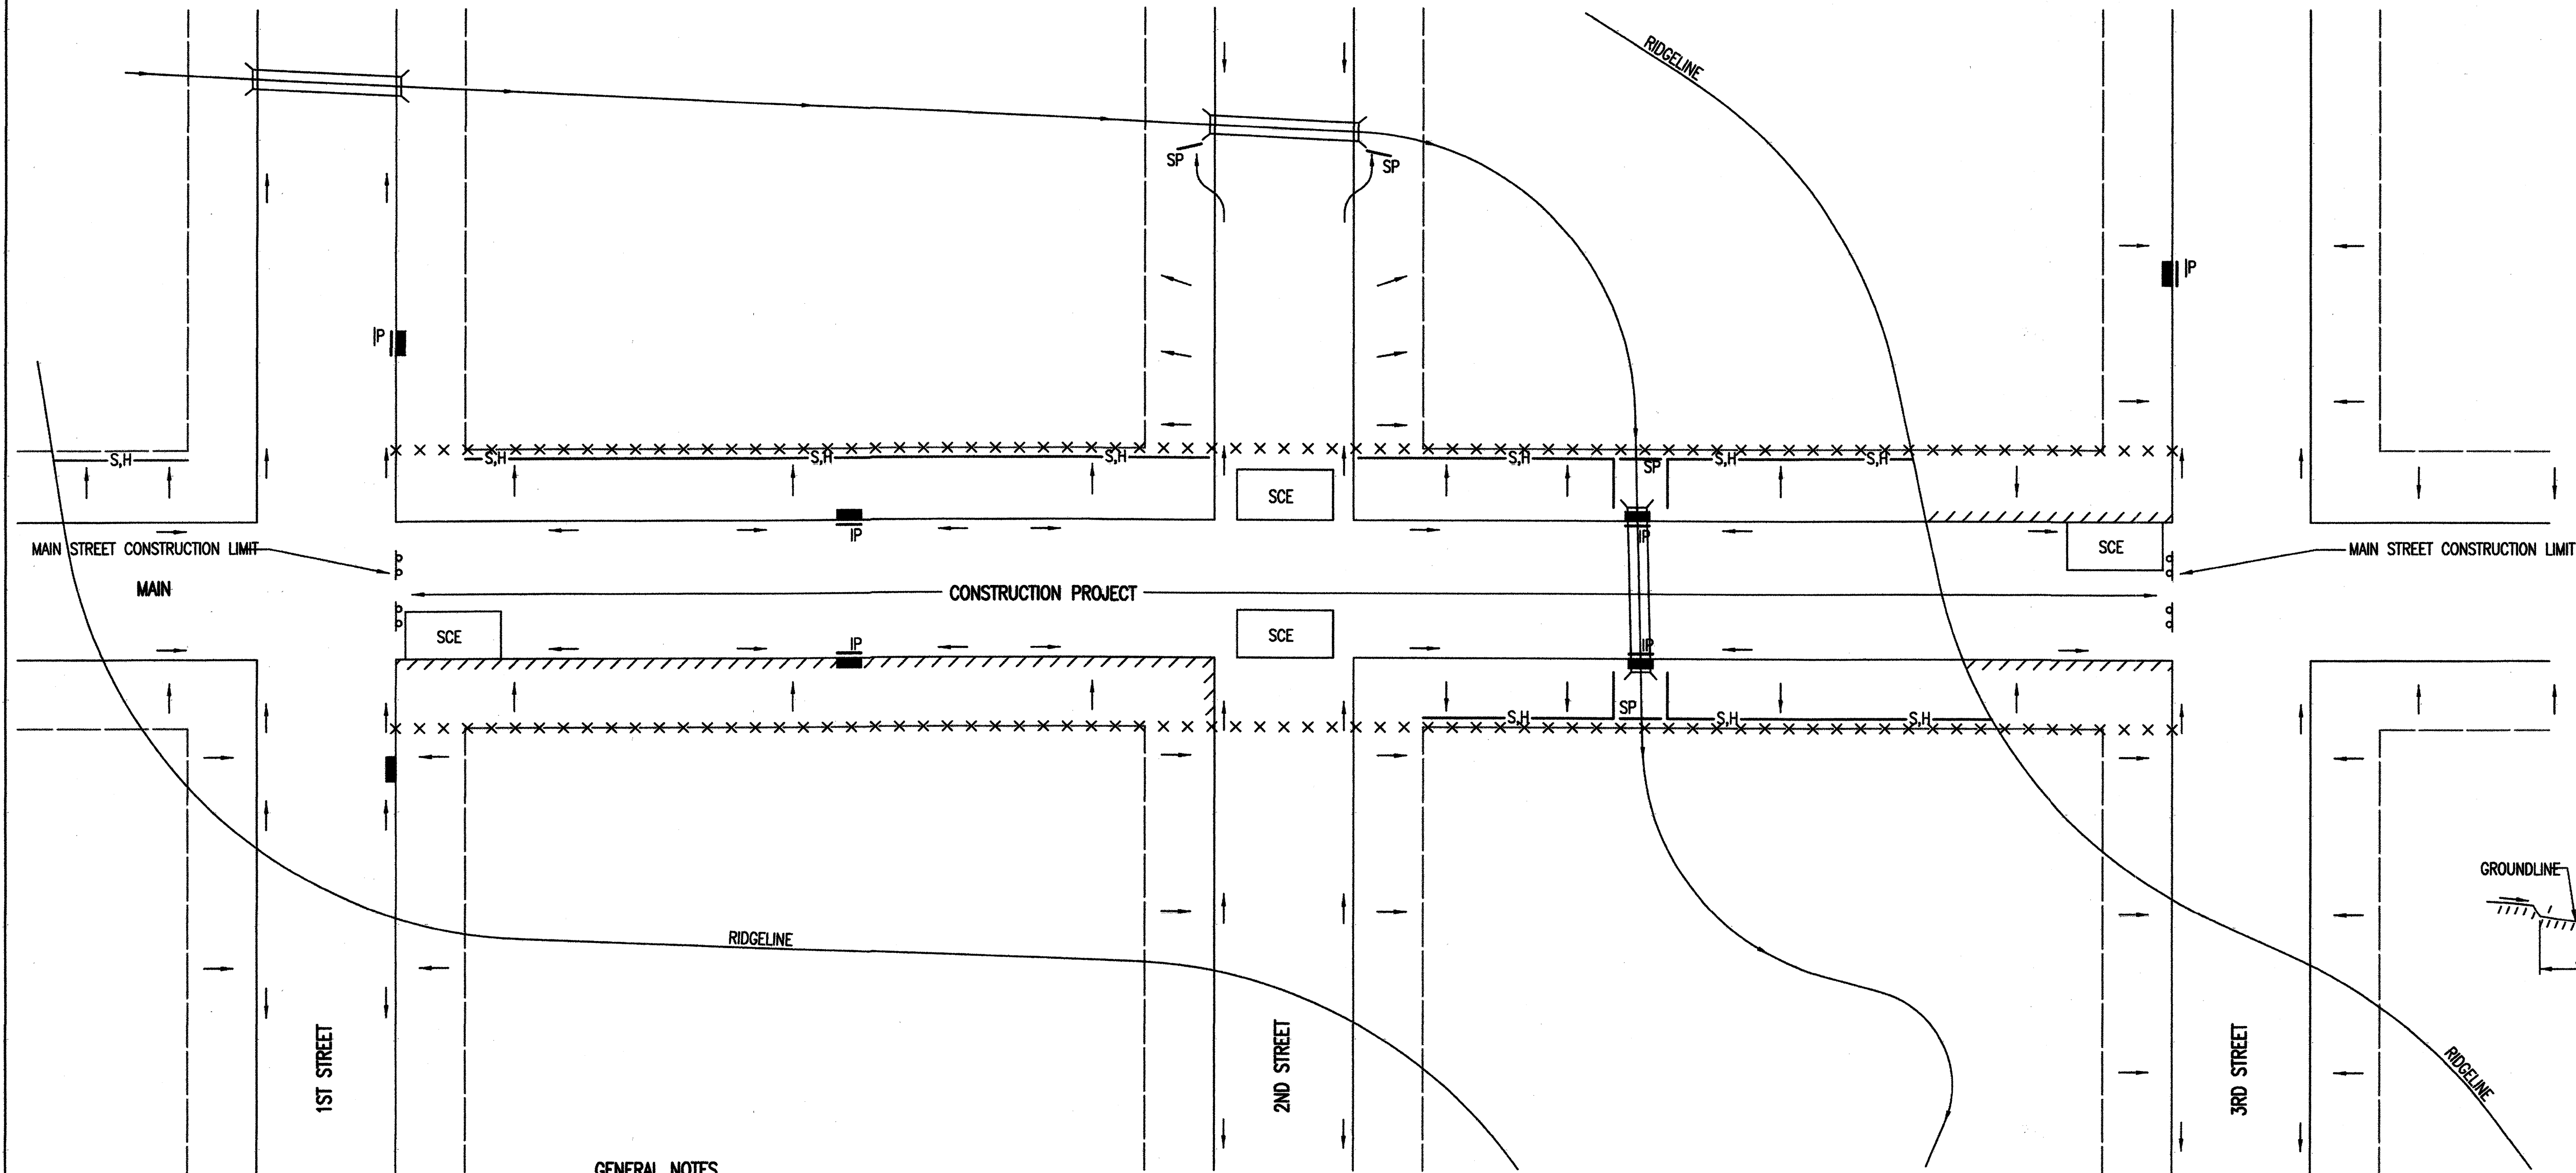 RIDGELINE
SP
SP
IP
IP
S,H
S,H
S,H
S,H
S,H
SP
S,H
S,H
SCE
IP
IP
SCE
MAIN STREET CONSTRUCTION LIMIT
MAIN STREET CONSTRUCTION LIMIT
MAIN
CONSTRUCTION PROJECT
SCE
SCE
IP
IP
SP
S,H
S,H
S,H
GROUNDLINE
RIDGELINE
1ST STREET
2ND STREET
3RD STREET
RIDGELINE
GENERAL NOTES